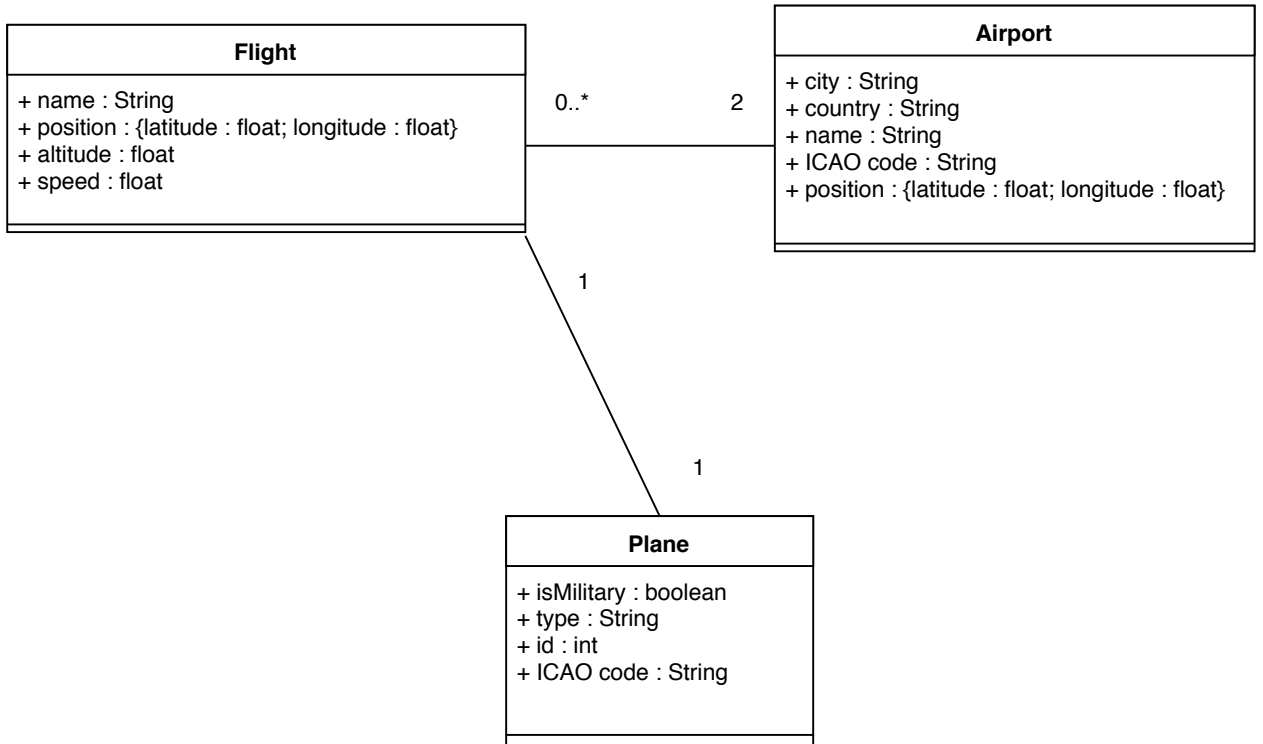 Flight
+ name : String
+ position : {latitude : float; longitude : float}
+ altitude : float
+ speed : float
0..*
2
Airport
+ city : String
+ country : String
+ name : String
+ ICAO code : String
+ position : {latitude : float; longitude : float}
1
1
Plane
+ isMilitary : boolean
+ type : String
+ id : int
+ ICAO code : String